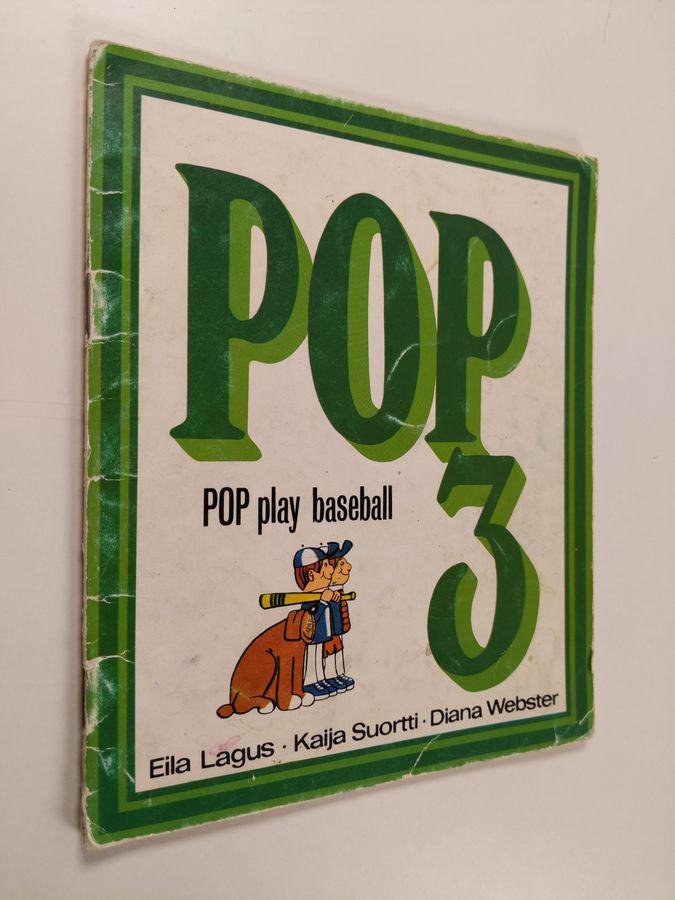 POP
3
POP play baseball
Eila Lagus · Kaija Suortti · Diana Webster